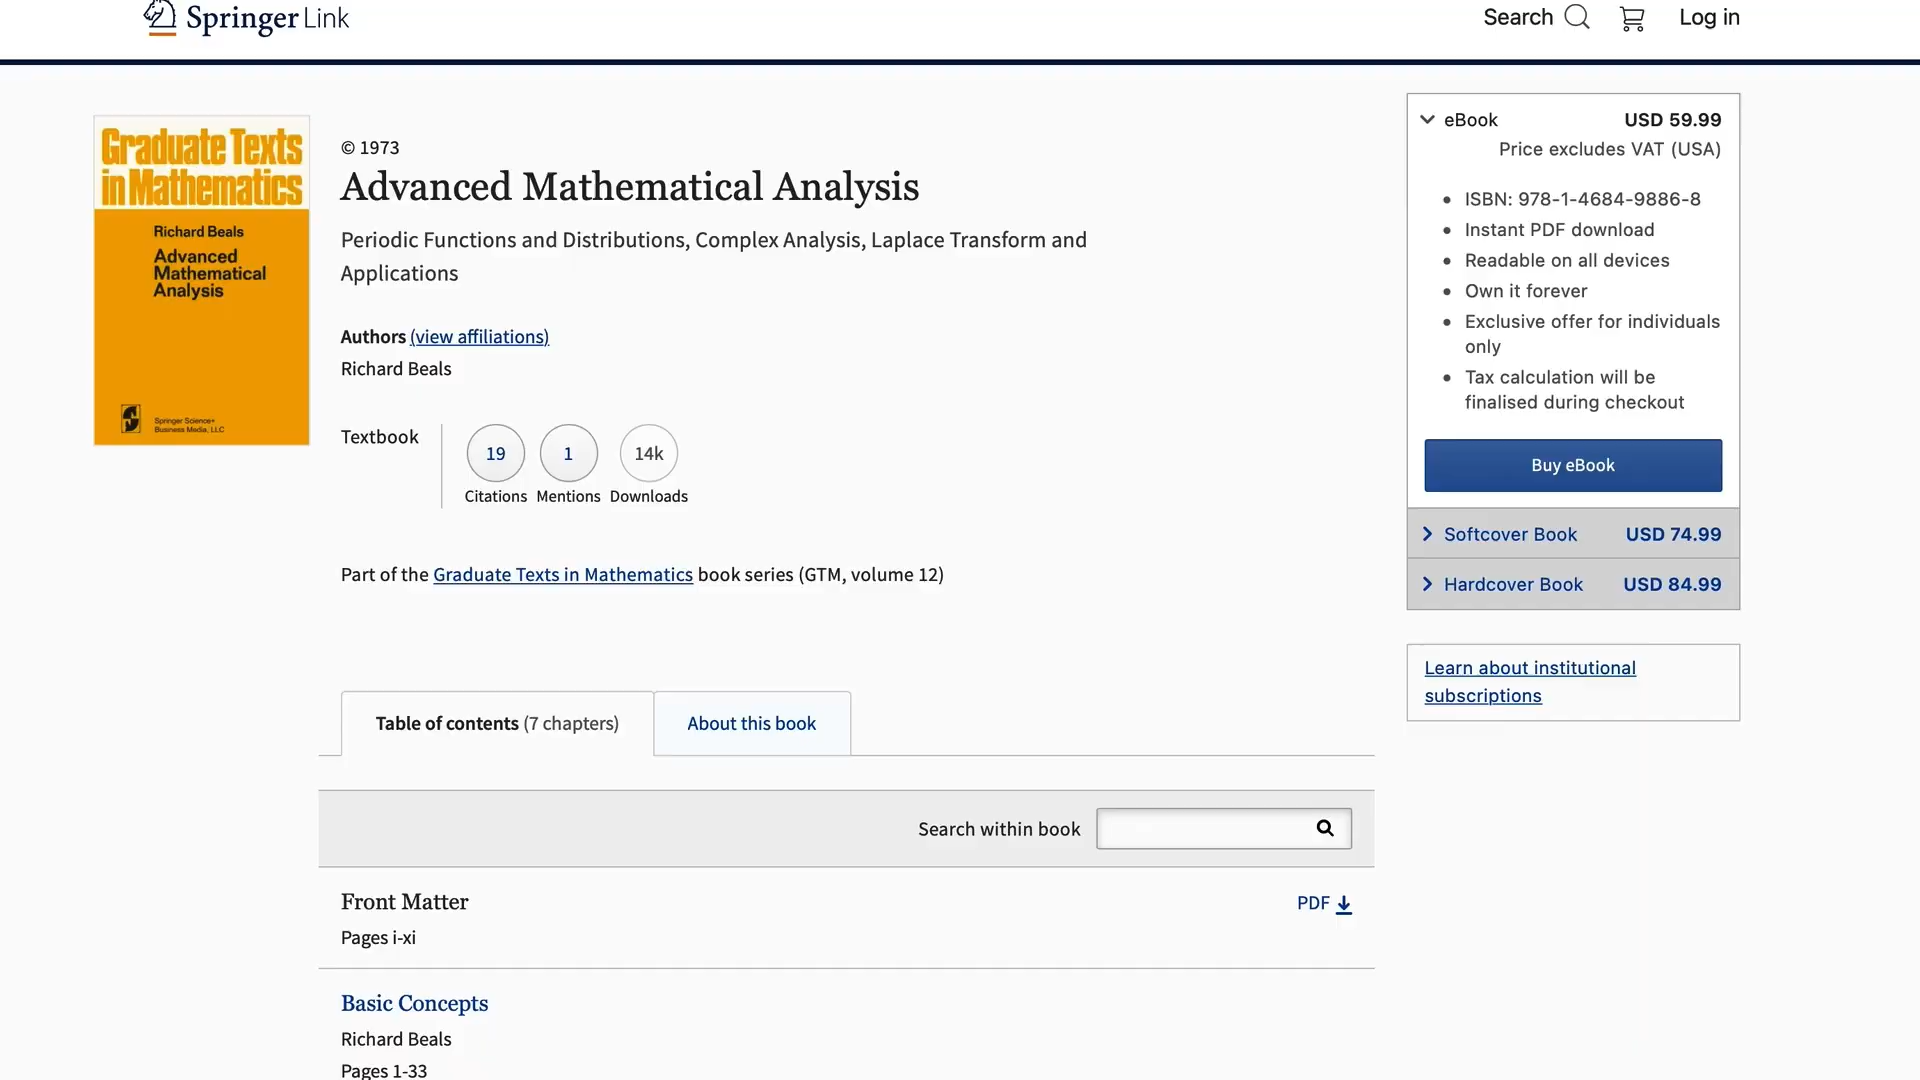 Springer Link
Search
Log in
Graduate Texts
in Mathematics
Richard Beals
Advanced
Mathematical
Analysis
Springer Science+
Business Media, LLC
© 1973
Advanced Mathematical Analysis
Periodic Functions and Distributions, Complex Analysis, Laplace Transform and
Applications
Authors (view affiliations)
Richard Beals
Textbook
19
Citations
1
Mentions
14k
Downloads
Part of the Graduate Texts in Mathematics book series (GTM, volume 12)
eBook USD 59.99
Price excludes VAT (USA)
ISBN: 978-1-4684-9886-8
Instant PDF download
Readable on all devices
Own it forever
Exclusive offer for individuals
only
Tax calculation will be
finalised during checkout
Buy eBook
Softcover Book USD 74.99
Hardcover Book USD 84.99
Learn about institutional
subscriptions
Table of contents (7 chapters)
About this book
Search within book
Front Matter
PDF
Pages i-xi
Basic Concepts
Richard Beals
Pages 1-33